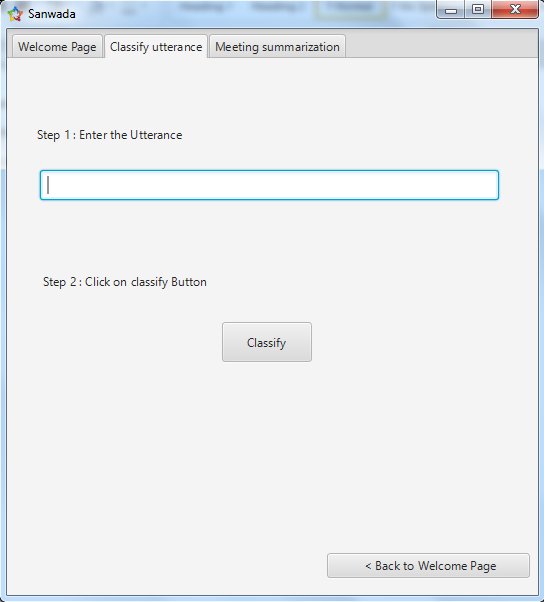 Sanwada
Welcome Page
Classify utterance
Meeting summarization
Step 1 : Enter the Utterance
Step 2 : Click on classify Button
Classify
< Back to Welcome Page